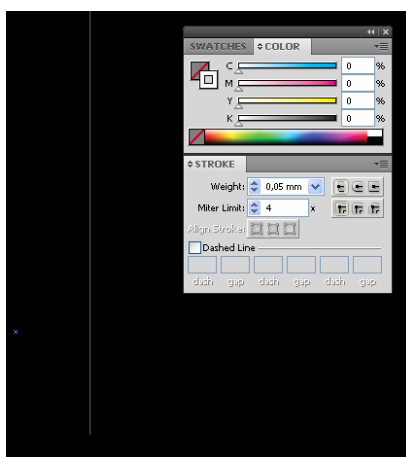 SWATCHES COLOR
C 0 %
M 0 %
Y 0 %
K 0 %
STROKE
Weight: 0,05 mm
Miter Limit: 4 x
Align Stroke:
Dashed Line
dash gap dash gap dash gap